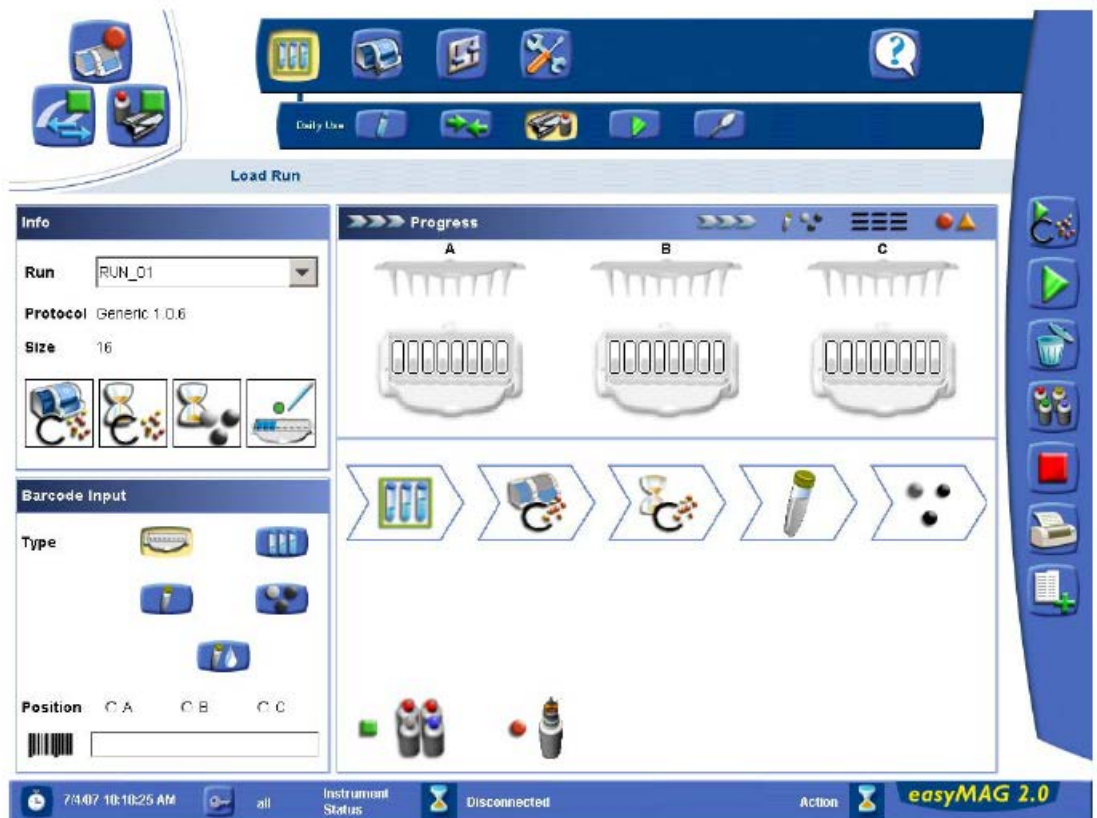 Daily Use
Load Run
Info
Run RUN_01
Protocol Generic 1.0.6
Size 16
Progress
A B C
Barcode Input
Type
Position A B C
7/4/07 10:10:25 AM all Instrument Status Disconnected Action easyMAG 2.0